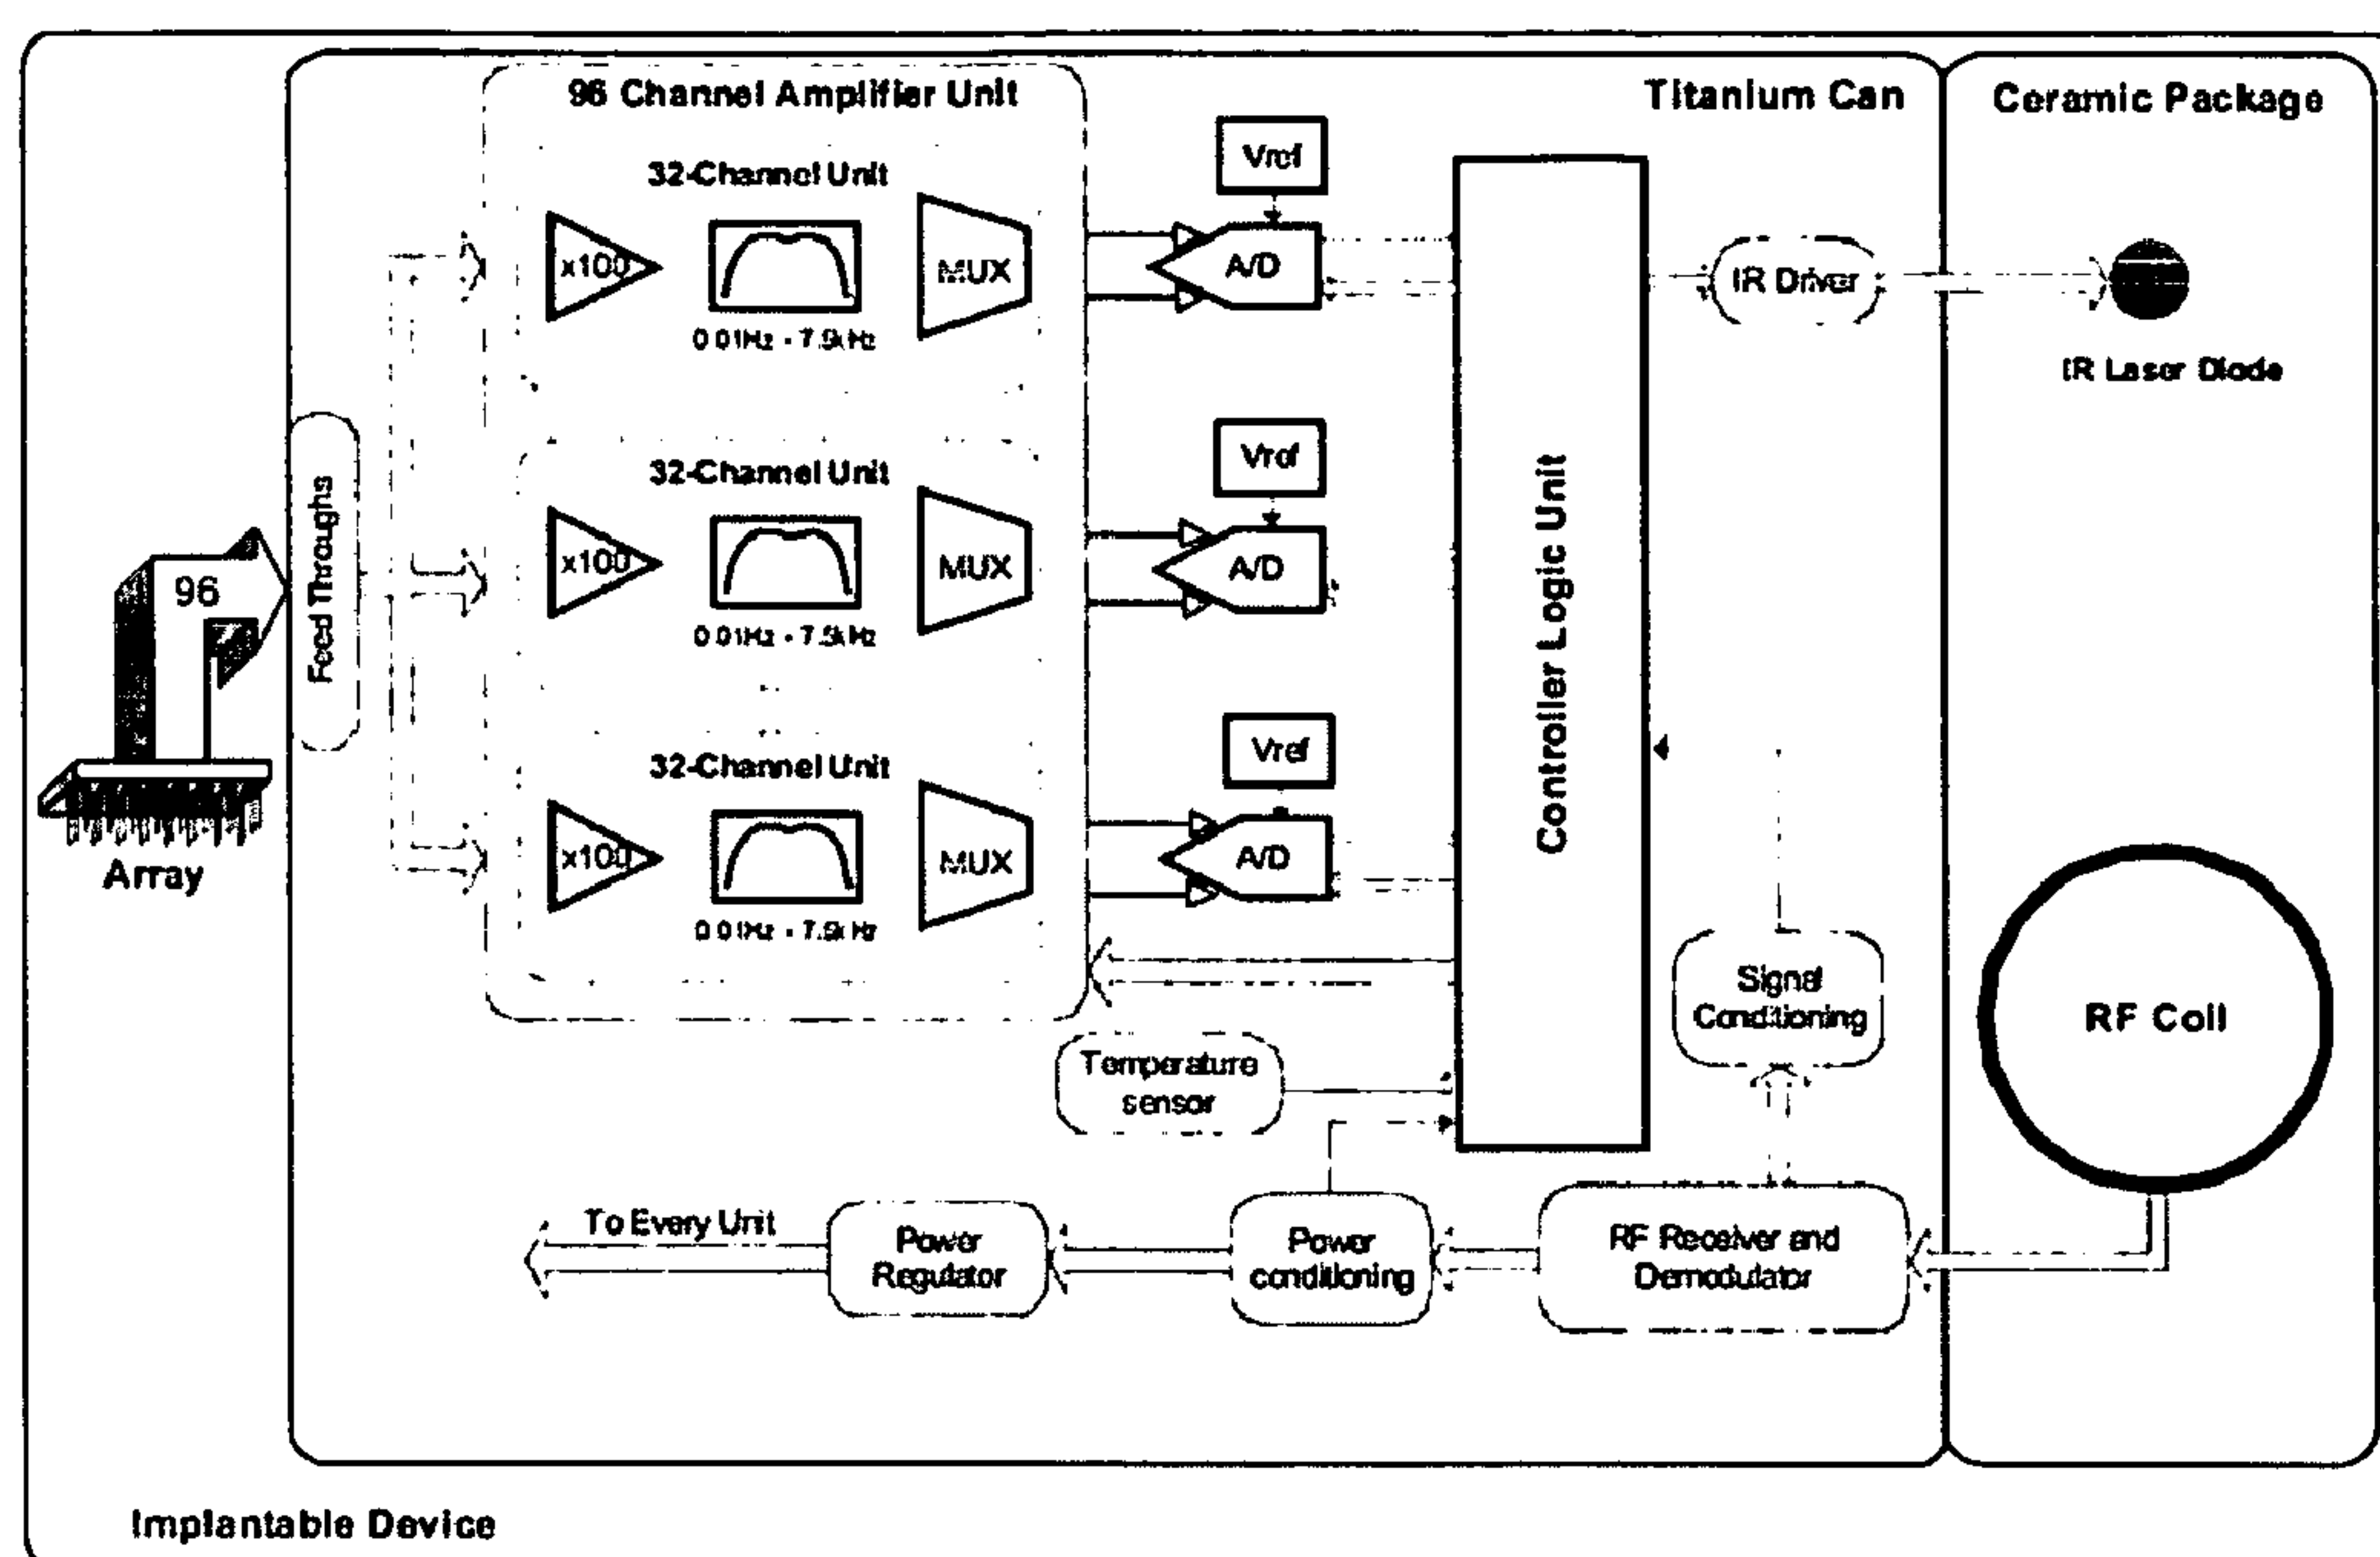 96 Channel Amplifier Unit
Titanium Can
Ceramic Package
32-Channel Unit
x100
0.01Hz - 7.5kHz
MUX
Vref
A/D
IR Driver
IR Laser Diode
32-Channel Unit
x100
0.01Hz - 7.5kHz
MUX
Vref
A/D
Controller Logic Unit
Feed Throughs
96
Array
32-Channel Unit
x100
0.01Hz - 7.5kHz
MUX
Vref
A/D
Signal
Conditioning
RF Coil
Temperature
sensor
To Every Unit
Power
Regulator
Power
conditioning
RF Receiver and
Demodulator
Implantable Device